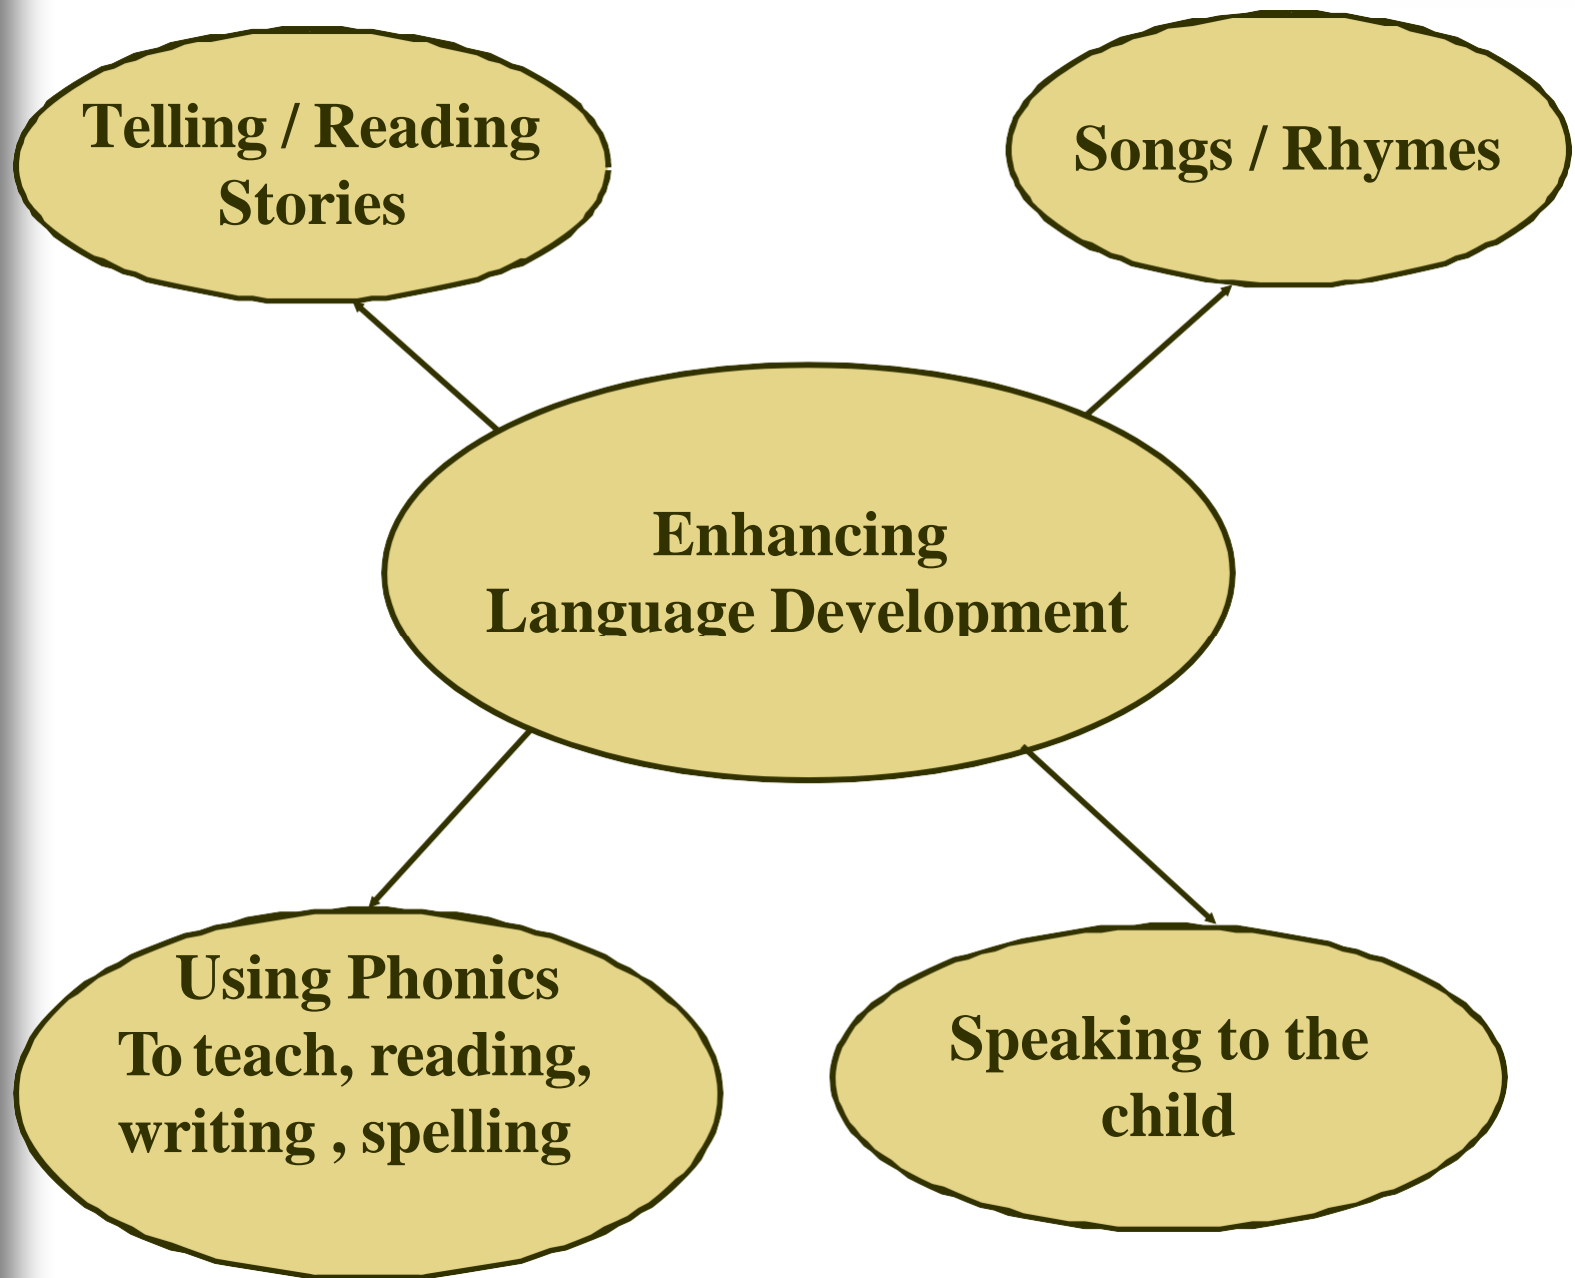 Telling / Reading
Stories
Songs / Rhymes
Enhancing
Language Development
Using Phonics
To teach, reading,
writing , spelling
Speaking to the
child